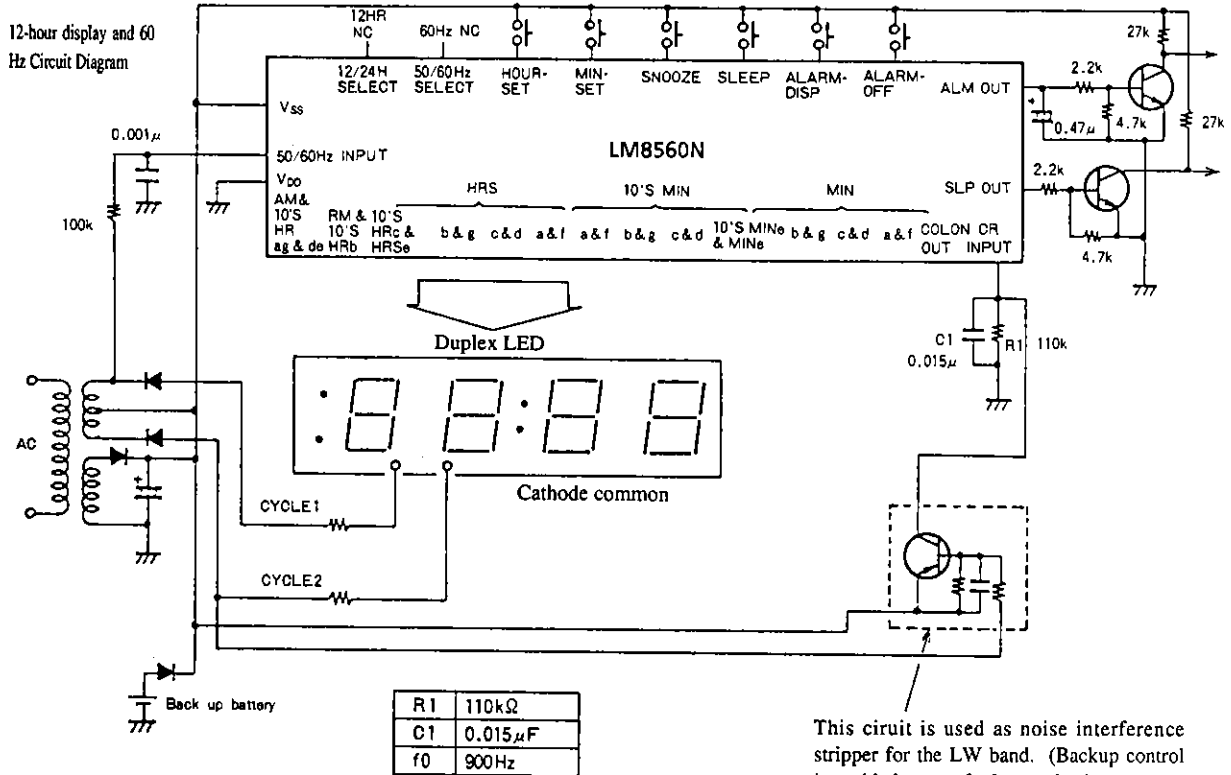 12-hour display and 60
Hz Circuit Diagram
12HR
NC
60Hz NC
12/24H
SELECT
50/60Hz
SELECT
HOUR-
SET
MIN-
SET
SNOOZE
SLEEP
ALARM-
DISP
ALARM-
OFF
ALM OUT
27k
2.2k
4.7k
0.47μ
27k
VSS
0.001μ
50/60Hz INPUT
LM8560N
VDD
SLP OUT
2.2k
4.7k
100k
AM&
10'S
HR
ag & de
RM &
10'S
HRb
10'S
HRc &
HRSe
HRS
b & g
c & d
a & f
10'S MIN
a & f
b & g
c & d
10'S MINe
& MINe
MIN
b & g
c & d
a & f
COLON
OUT
CR
INPUT
C1
0.015μ
R1
110k
Duplex LED
Cathode common
AC
CYCLE1
CYCLE2
Back up battery
R1 110kΩ
C1 0.015μF
f0 900Hz
This ciruit is used as noise interference
stripper for the LW band. (Backup control